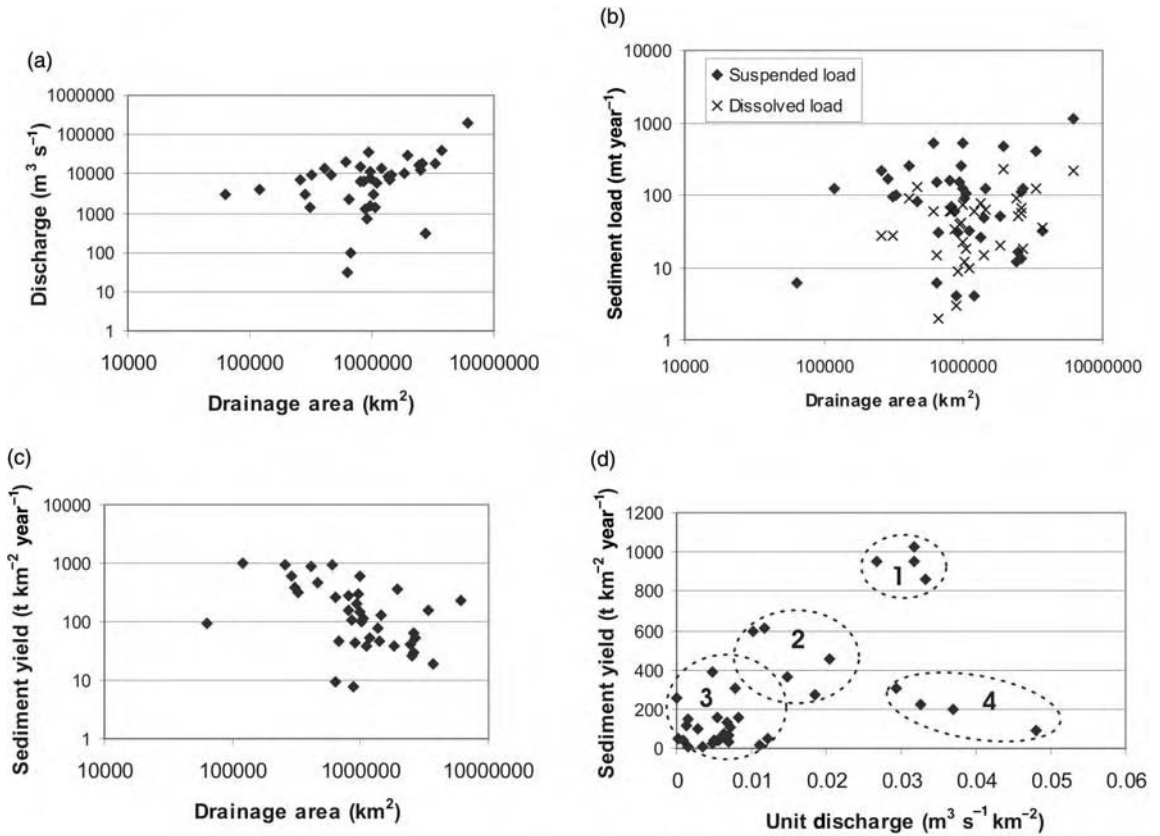 (a)
1000000
100000
10000
1000
100
10
1
10000 100000 1000000 10000000
Discharge (m³ s⁻¹)
Drainage area (km²)
(b)
10000
1000
100
10
1
10000 100000 1000000 10000000
Sediment load (mt year⁻¹)
Drainage area (km²)
Suspended load
Dissolved load
(c)
10000
1000
100
10
1
10000 100000 1000000 10000000
Sediment yield (t km⁻² year⁻¹)
Drainage area (km²)
(d)
1200
1000
800
600
400
200
0
0 0.01 0.02 0.03 0.04 0.05 0.06
Sediment yield (t km⁻² year⁻¹)
Unit discharge (m³ s⁻¹ km⁻²)
1
2
3
4